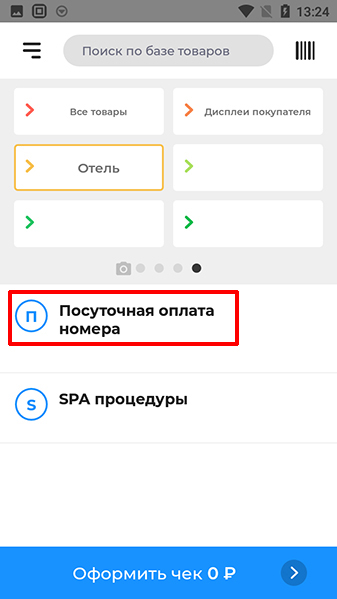 13:24
Поиск по базе товаров
Все товары
Дисплеи покупателя
Отель
П
Посуточная оплата
номера
S
SPA процедуры
Оформить чек 0 ₽